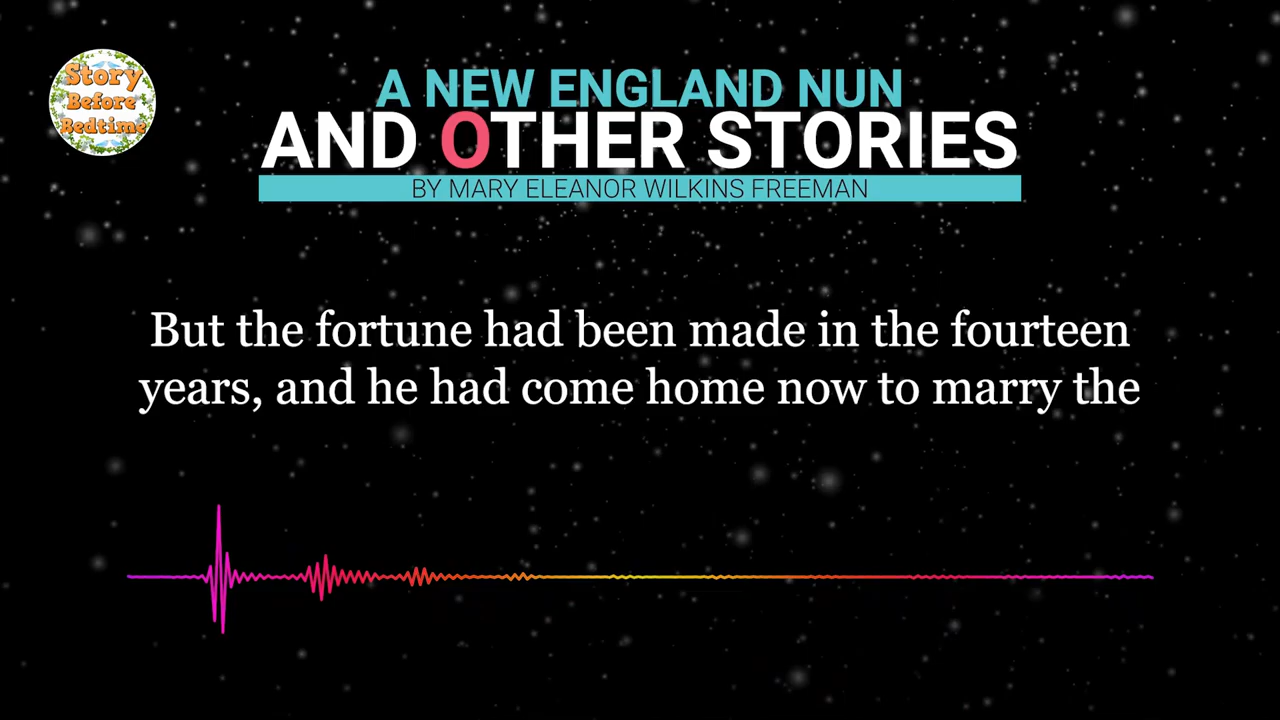 Story
Before
Bedtime
A NEW ENGLAND NUN
AND OTHER STORIES
BY MARY ELEANOR WILKINS FREEMAN
But the fortune had been made in the fourteen
years, and he had come home now to marry the